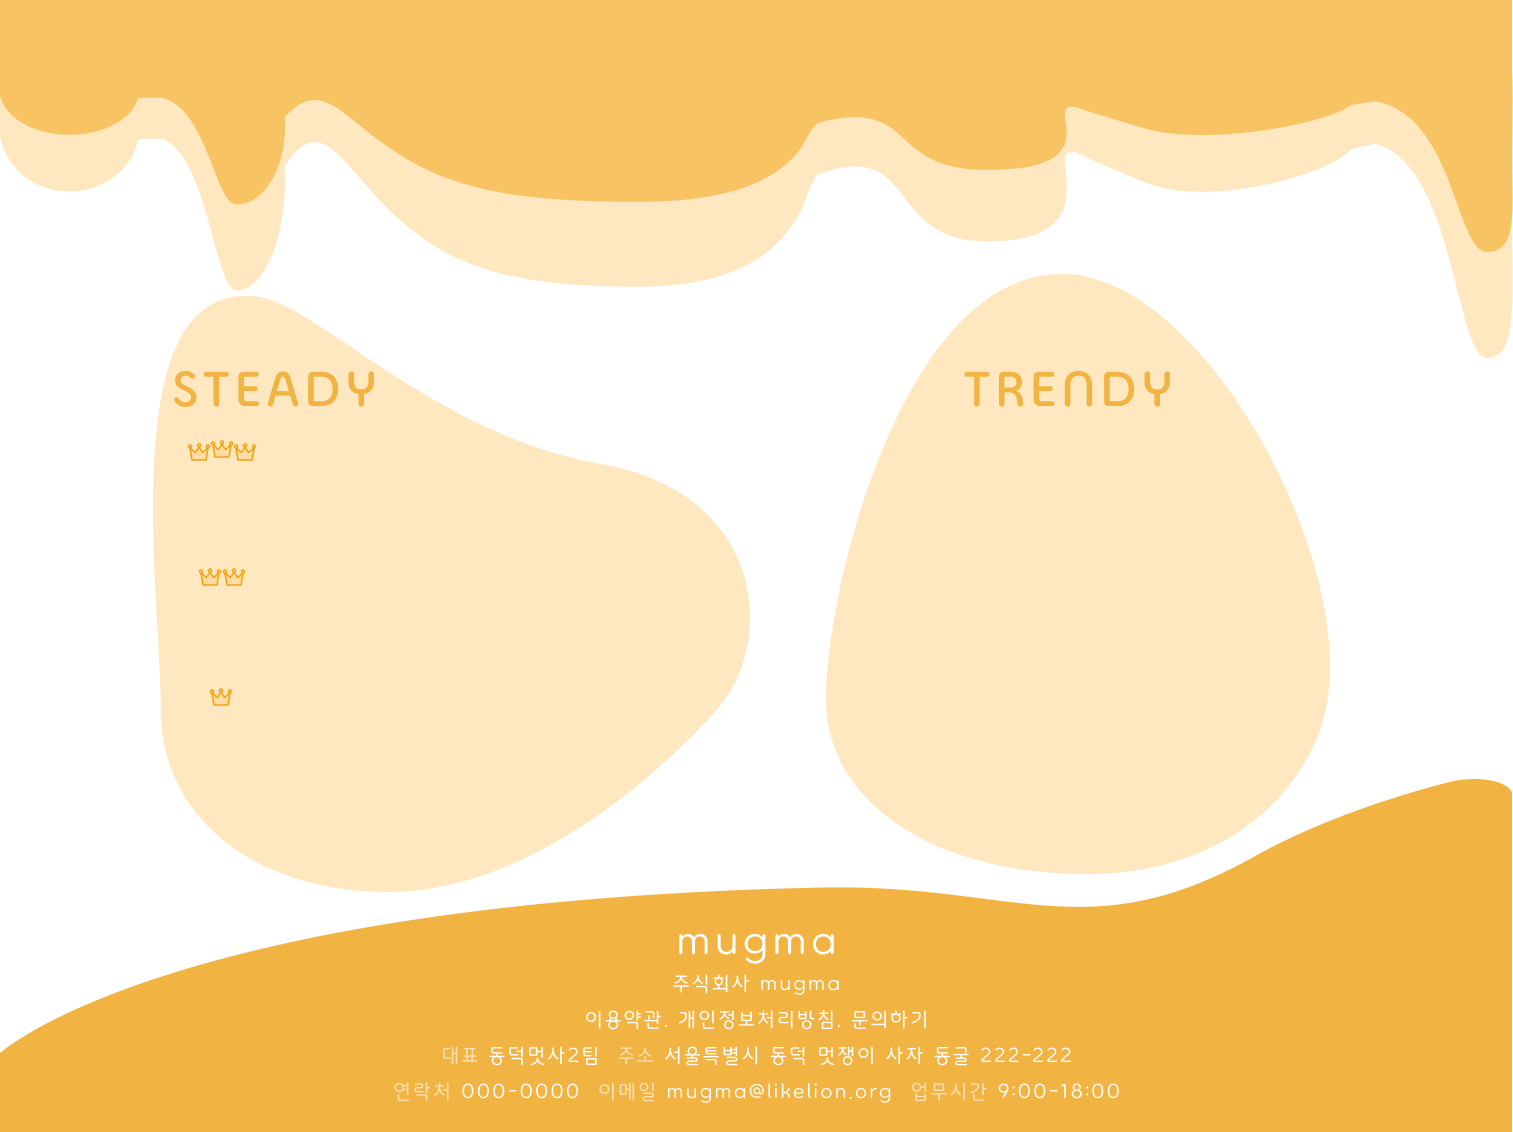 STEADY
TRENDY
mugma
주식회사 mugma
이용약관. 개인정보처리방침. 문의하기
대표 동덕멋사2팀 주소 서울특별시 동덕 멋쟁이 사자 동굴 222-222
연락처 000-0000 이메일 mugma@likelion.org 업무시간 9:00-18:00